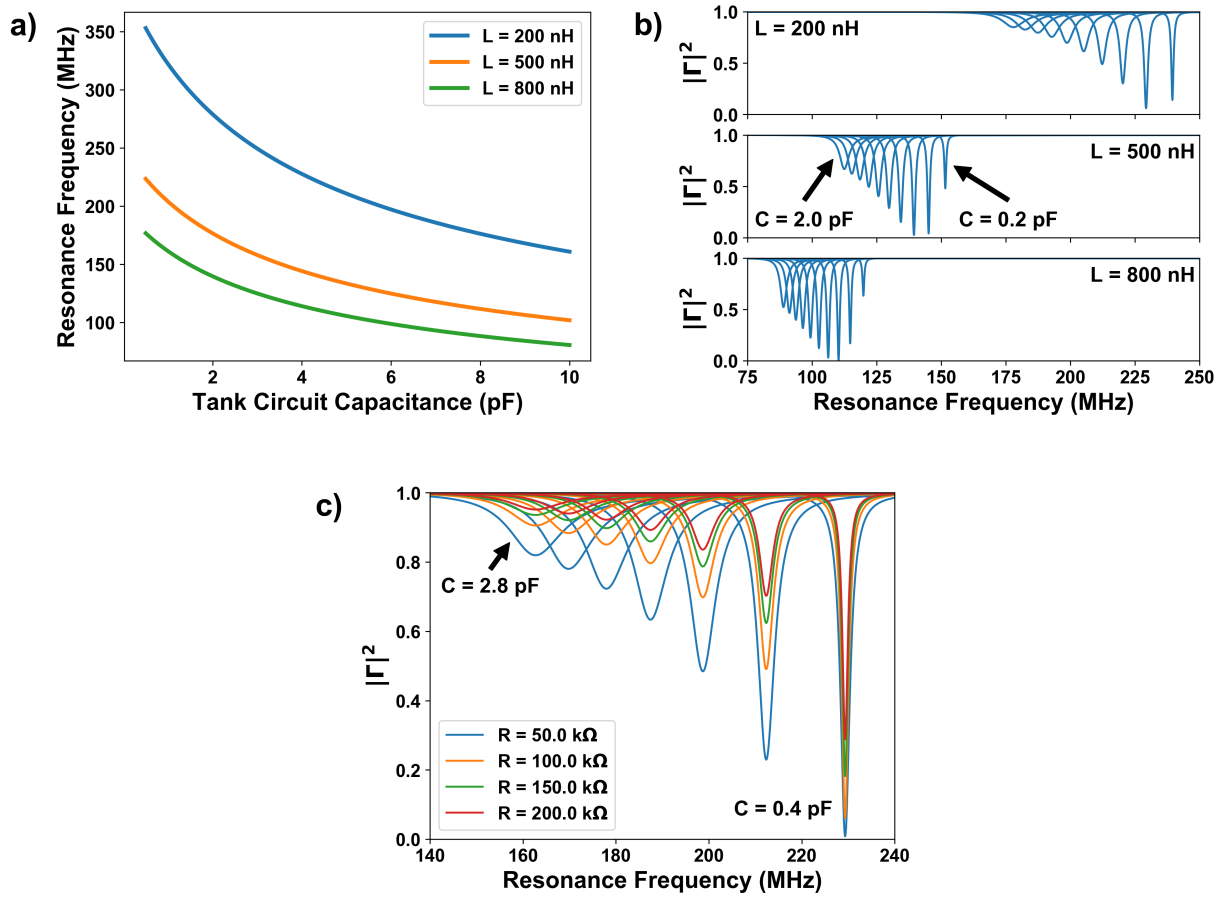 a)
Resonance Frequency (MHz)
350
300
250
200
150
100
L = 200 nH
L = 500 nH
L = 800 nH
2
4
6
8
10
Tank Circuit Capacitance (pF)
b)
|Γ|²
1.0
0.5
0.0
L = 200 nH
|Γ|²
1.0
0.5
0.0
L = 500 nH
C = 2.0 pF
C = 0.2 pF
|Γ|²
1.0
0.5
0.0
L = 800 nH
75
100
125
150
175
200
225
250
Resonance Frequency (MHz)
c)
|Γ|²
1.0
0.8
0.6
0.4
0.2
0.0
C = 2.8 pF
R = 50.0 kΩ
R = 100.0 kΩ
R = 150.0 kΩ
R = 200.0 kΩ
C = 0.4 pF
140
160
180
200
220
240
Resonance Frequency (MHz)